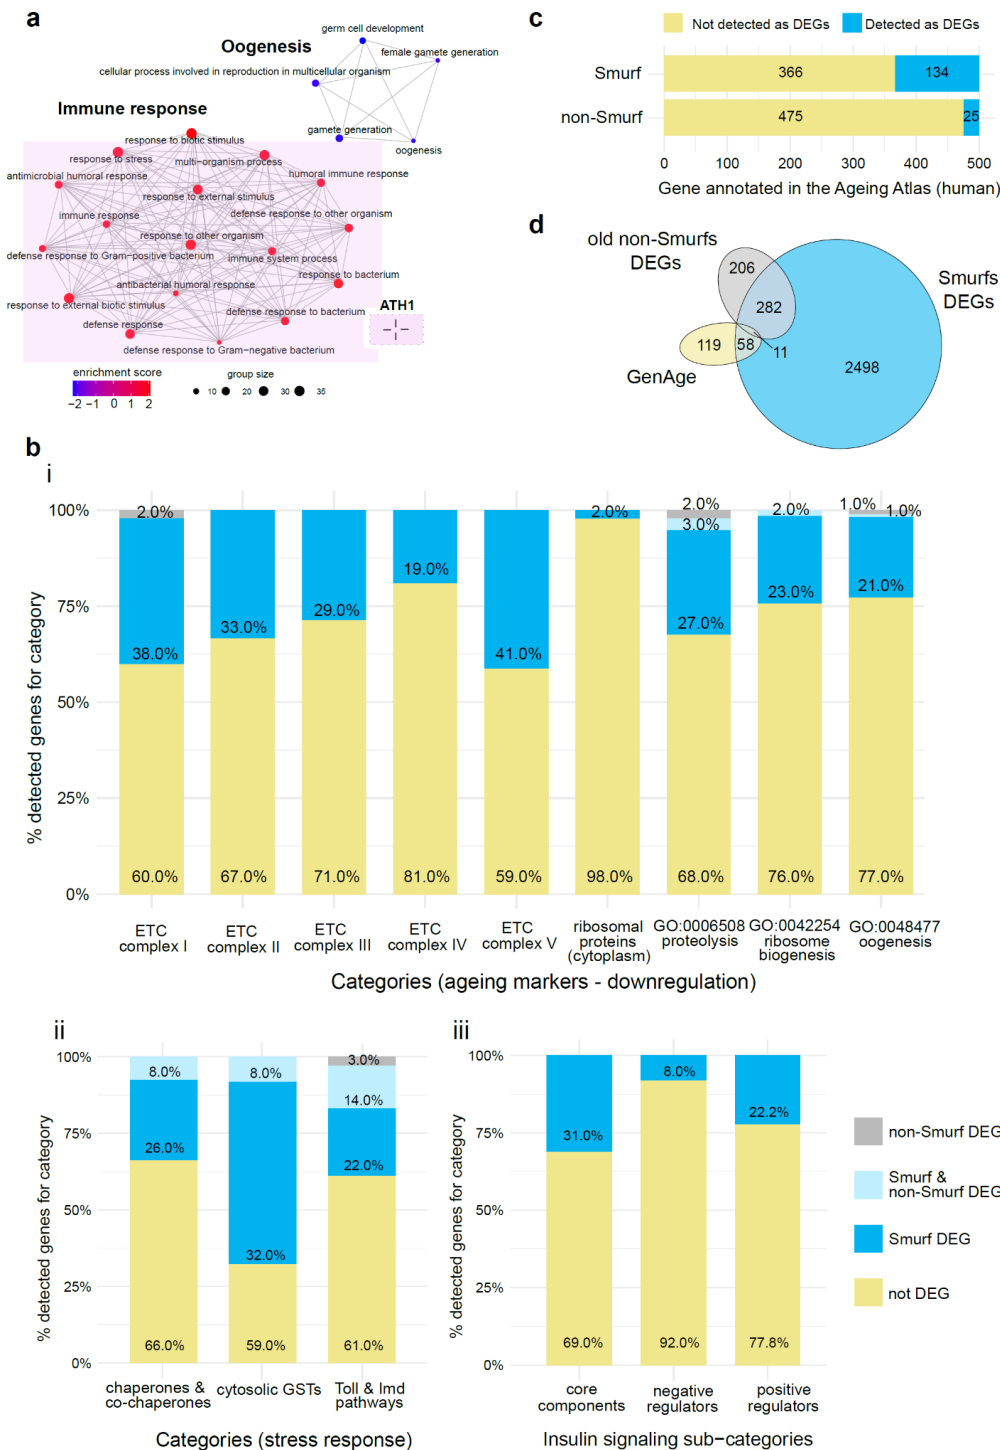 a
Oogenesis
germ cell development
female gamete generation
cellular process involved in reproduction in multicellular organism
gamete generation
oogenesis
Immune response
response to biotic stimulus
response to stress
multi-organism process
antimicrobial humoral response
humoral immune response
response to external stimulus
immune response
defense response to other organism
response to other organism
defense response to Gram-positive bacterium
immune system process
response to bacterium
antibacterial humoral response
response to external biotic stimulus
defense response to bacterium
defense response
defense response to Gram-negative bacterium
ATH1
enrichment score
−2 −1 0 1 2
group size
10 20 30 35
c
Not detected as DEGs
Detected as DEGs
Smurf
366
134
non-Smurf
475
25
0 100 200 300 400 500
Gene annotated in the Ageing Atlas (human)
d
old non-Smurfs
DEGs
206
282
Smurfs
DEGs
119
58
11
2498
GenAge
b
i
% detected genes for category
100%
75%
50%
25%
0%
2.0%
38.0%
60.0%
33.0%
67.0%
29.0%
71.0%
19.0%
81.0%
41.0%
59.0%
2.0%
98.0%
2.0%
3.0%
27.0%
68.0%
2.0%
23.0%
76.0%
1.0%
1.0%
21.0%
77.0%
ETC
complex I
ETC
complex II
ETC
complex III
ETC
complex IV
ETC
complex V
ribosomal
proteins
(cytoplasm)
GO:0006508
proteolysis
GO:0042254
ribosome
biogenesis
GO:0048477
oogenesis
Categories (ageing markers - downregulation)
ii
% detected genes for category
100%
75%
50%
25%
0%
8.0%
26.0%
66.0%
8.0%
32.0%
59.0%
3.0%
14.0%
22.0%
61.0%
chaperones &
co-chaperones
cytosolic GSTs
Toll & Imd
pathways
Categories (stress response)
iii
% detected genes for category
100%
75%
50%
25%
0%
31.0%
69.0%
8.0%
92.0%
22.2%
77.8%
core
components
negative
regulators
positive
regulators
Insulin signaling sub−categories
non-Smurf DEG
Smurf &
non-Smurf DEG
Smurf DEG
not DEG